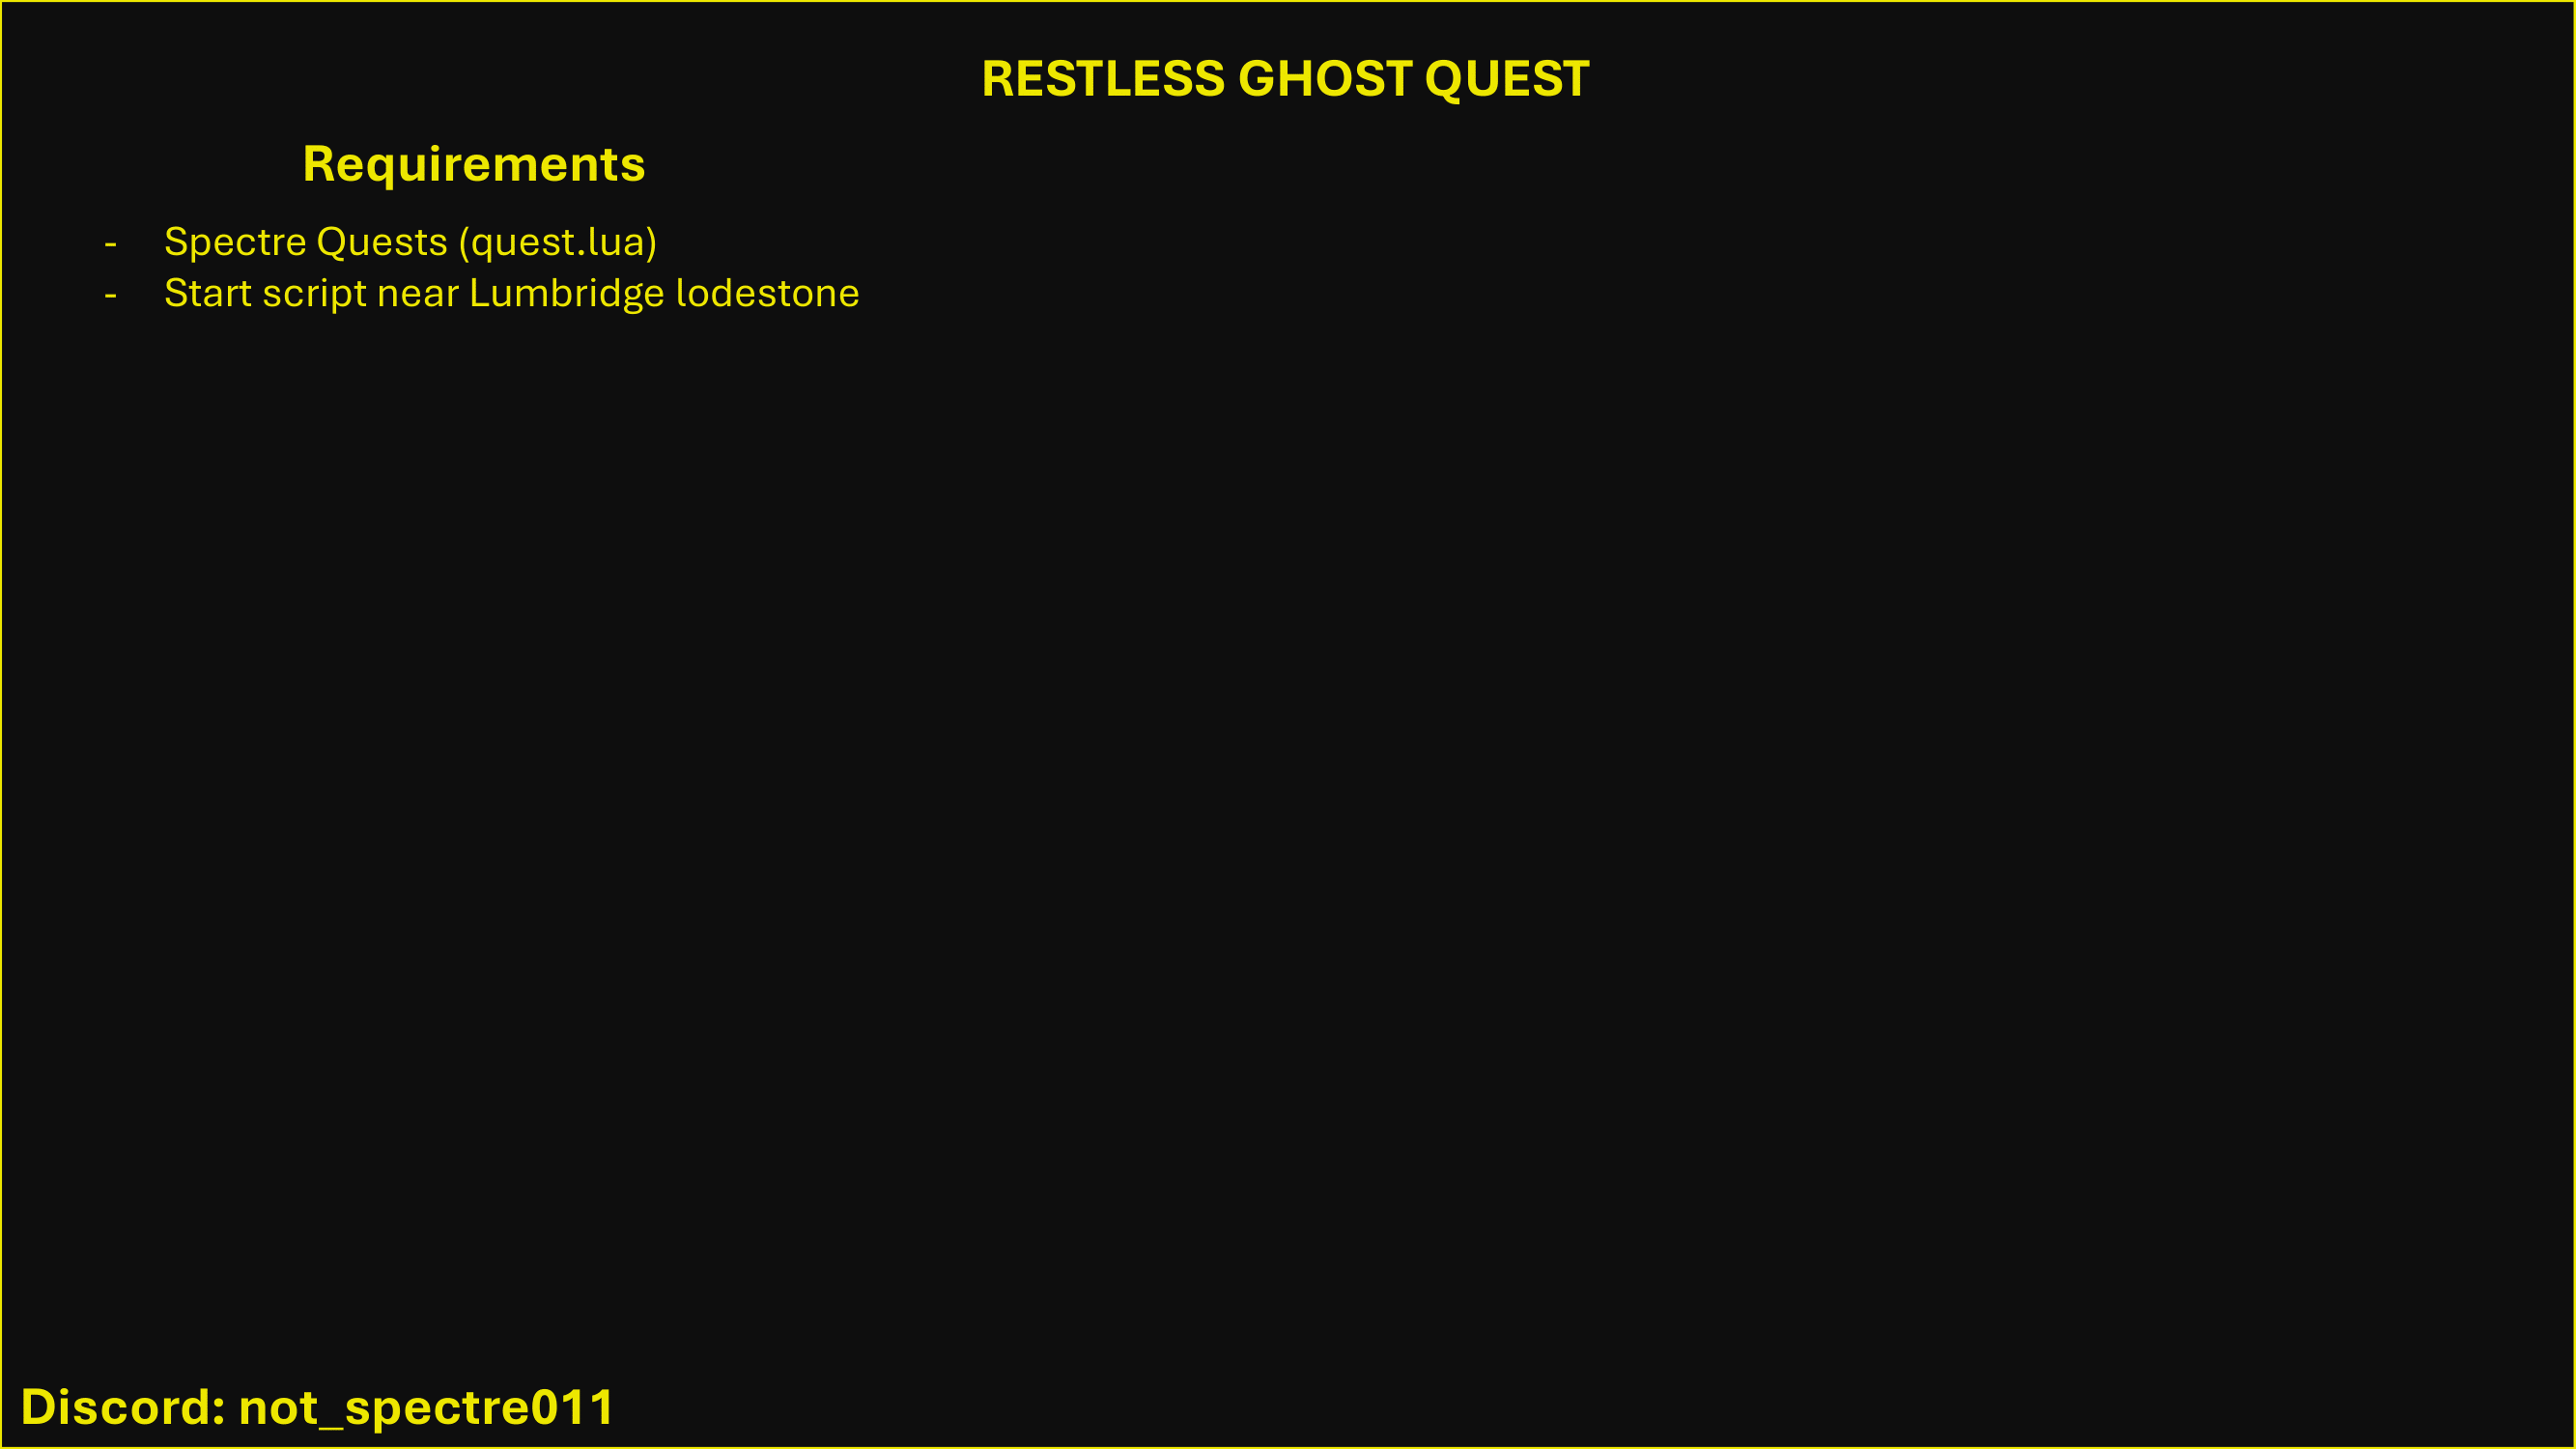 RESTLESS GHOST QUEST
Requirements
- Spectre Quests (quest.lua)
- Start script near Lumbridge lodestone
Discord: not_spectre011